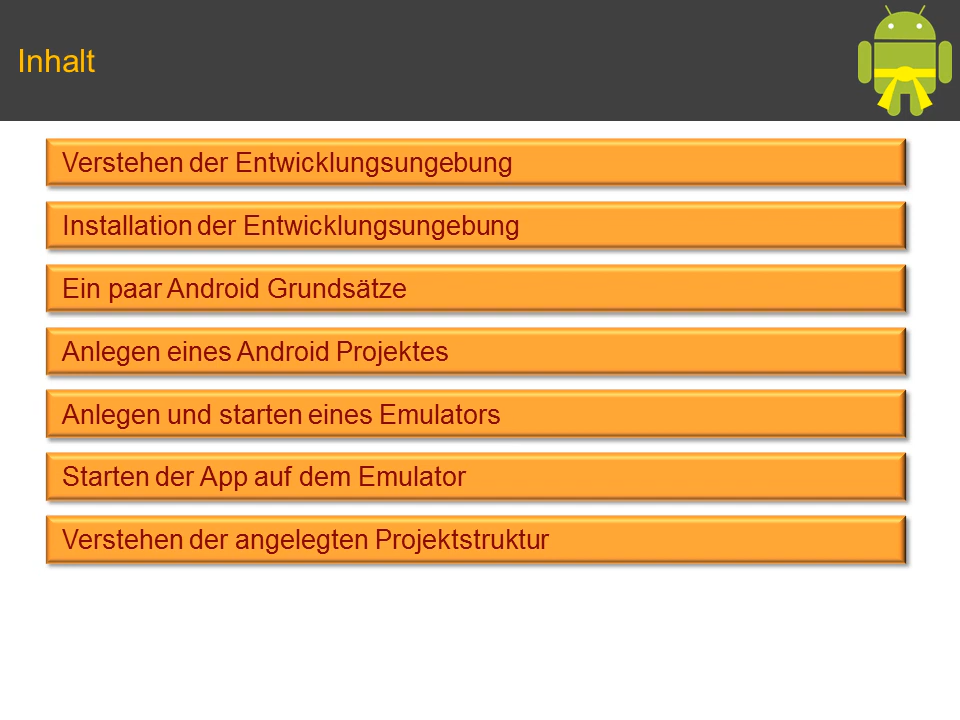 Inhalt
Verstehen der Entwicklungsungebung
Installation der Entwicklungsungebung
Ein paar Android Grundsätze
Anlegen eines Android Projektes
Anlegen und starten eines Emulators
Starten der App auf dem Emulator
Verstehen der angelegten Projektstruktur